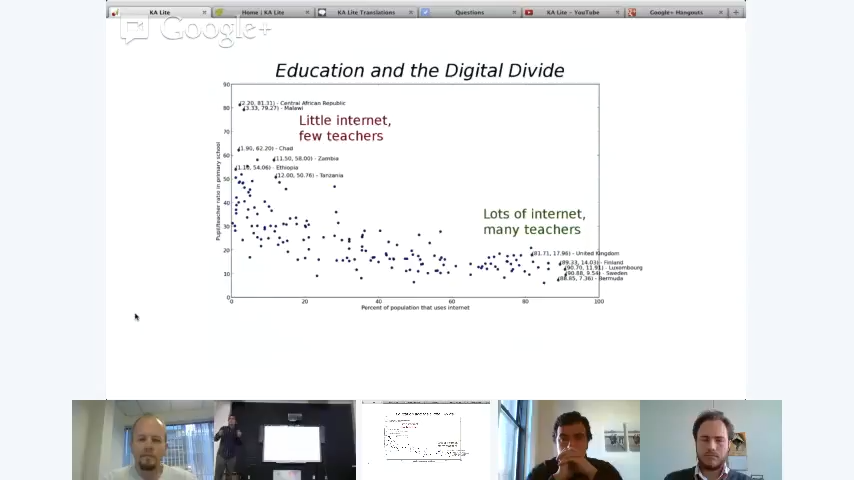 KA Lite
Home | KA Lite
KA Lite Translations
Questions
KA Lite - YouTube
Google+ Hangouts
Google+
Education and the Digital Divide
90
80
70
60
50
40
30
20
10
0
Pupil/teacher ratio in primary school
(2.20, 81.31) - Central African Republic
(3.33, 79.27) - Malawi
Little internet,
few teachers
(1.90, 62.20) - Chad
(11.50, 58.00) - Zambia
(1.10, 54.06) - Ethiopia
(12.00, 50.76) - Tanzania
Lots of internet,
many teachers
(81.71, 17.96) - United Kingdom
(89.33, 14.03) - Finland
(90.70, 11.91) - Luxembourg
(90.88, 9.54) - Sweden
(88.85, 7.36) - Bermuda
0
20
40
60
80
100
Percent of population that uses internet